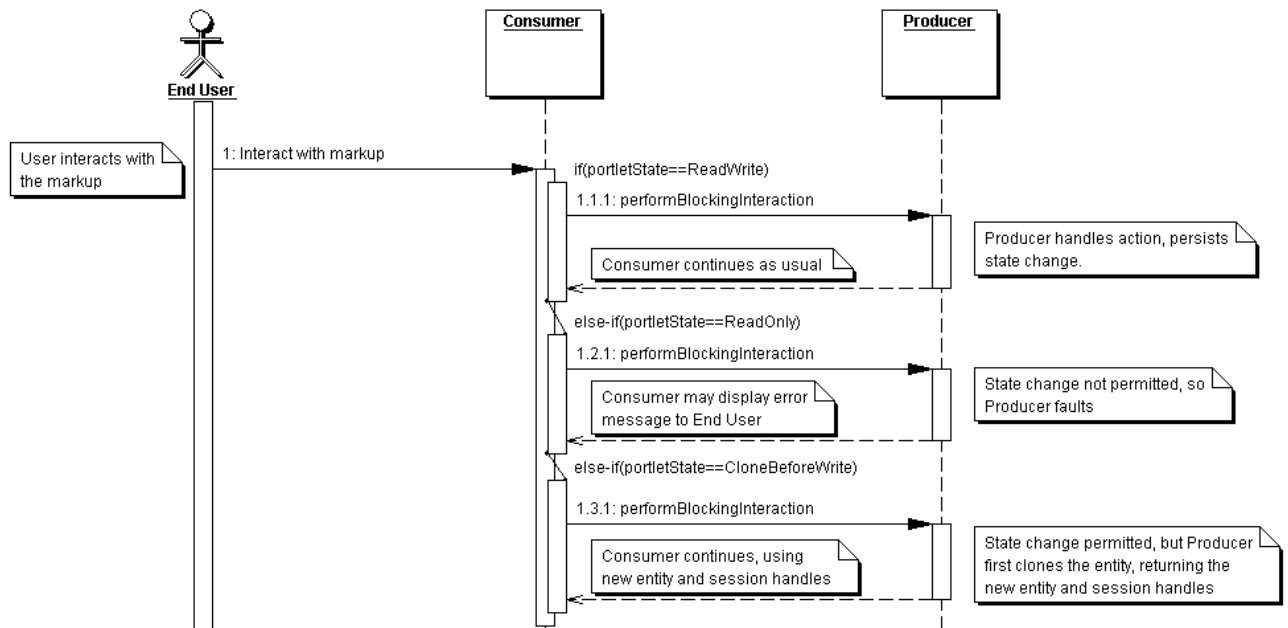 Consumer
Producer
End User
User interacts with
the markup
1: Interact with markup
if(portletState==ReadWrite)
1.1.1: performBlockingInteraction
Producer handles action, persists
state change.
Consumer continues as usual
else-if(portletState==ReadOnly)
1.2.1: performBlockingInteraction
State change not permitted, so
Producer faults
Consumer may display error
message to End User
else-if(portletState==CloneBeforeWrite)
1.3.1: performBlockingInteraction
State change permitted, but Producer
first clones the entity, returning the
new entity and session handles
Consumer continues, using
new entity and session handles